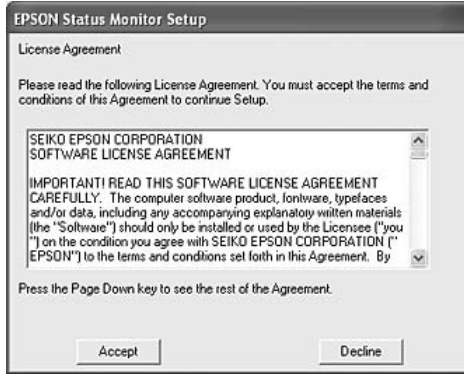 EPSON Status Monitor Setup
License Agreement
Please read the following License Agreement. You must accept the terms and
conditions of this Agreement to continue Setup.
SEIKO EPSON CORPORATION
SOFTWARE LICENSE AGREEMENT
IMPORTANT! READ THIS SOFTWARE LICENSE AGREEMENT
CAREFULLY.  The computer software product, fontware, typefaces
and/or data, including any accompanying explanatory written materials
(the "Software") should only be installed or used by the Licensee ("you
") on the condition you agree with SEIKO EPSON CORPORATION ("
EPSON") to the terms and conditions set forth in this Agreement.  By
Press the Page Down key to see the rest of the Agreement.
Accept
Decline